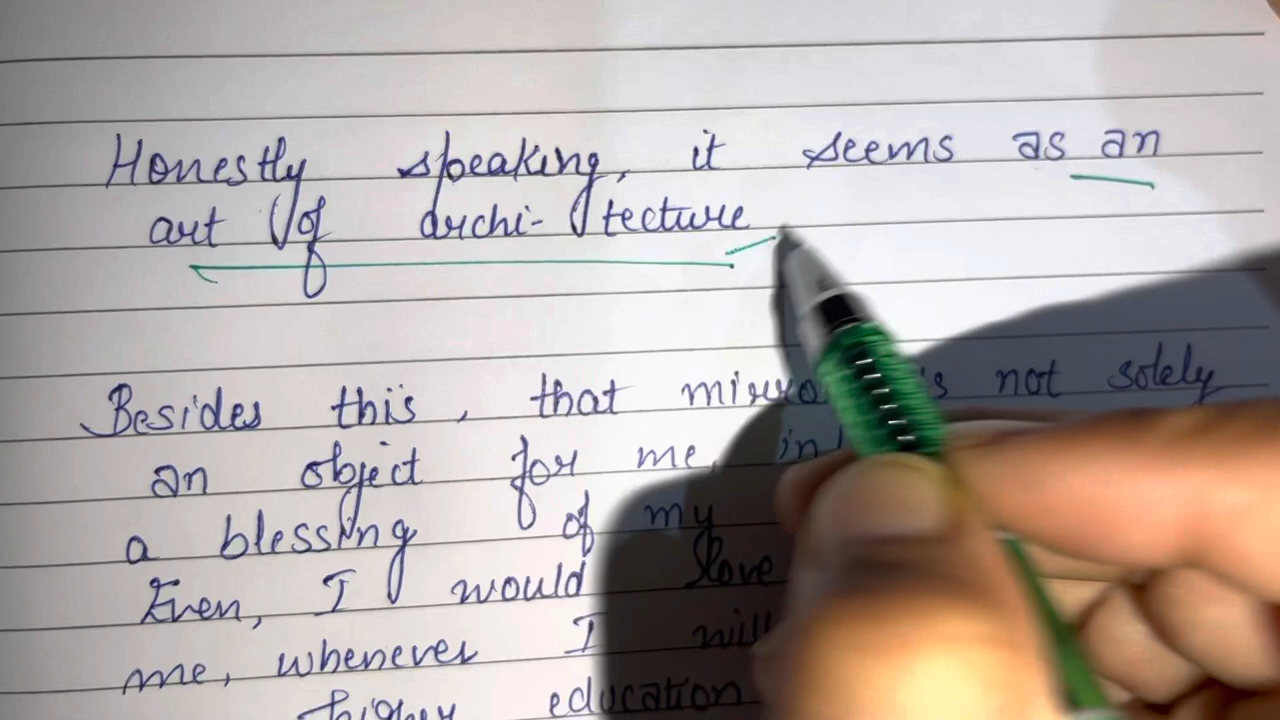 Honestly speaking, it seems as an
art of archi- tecture
Besides this, that is not solely
an object for me,
a blessing of my
Even, I would love
me, whenever I will
higher education